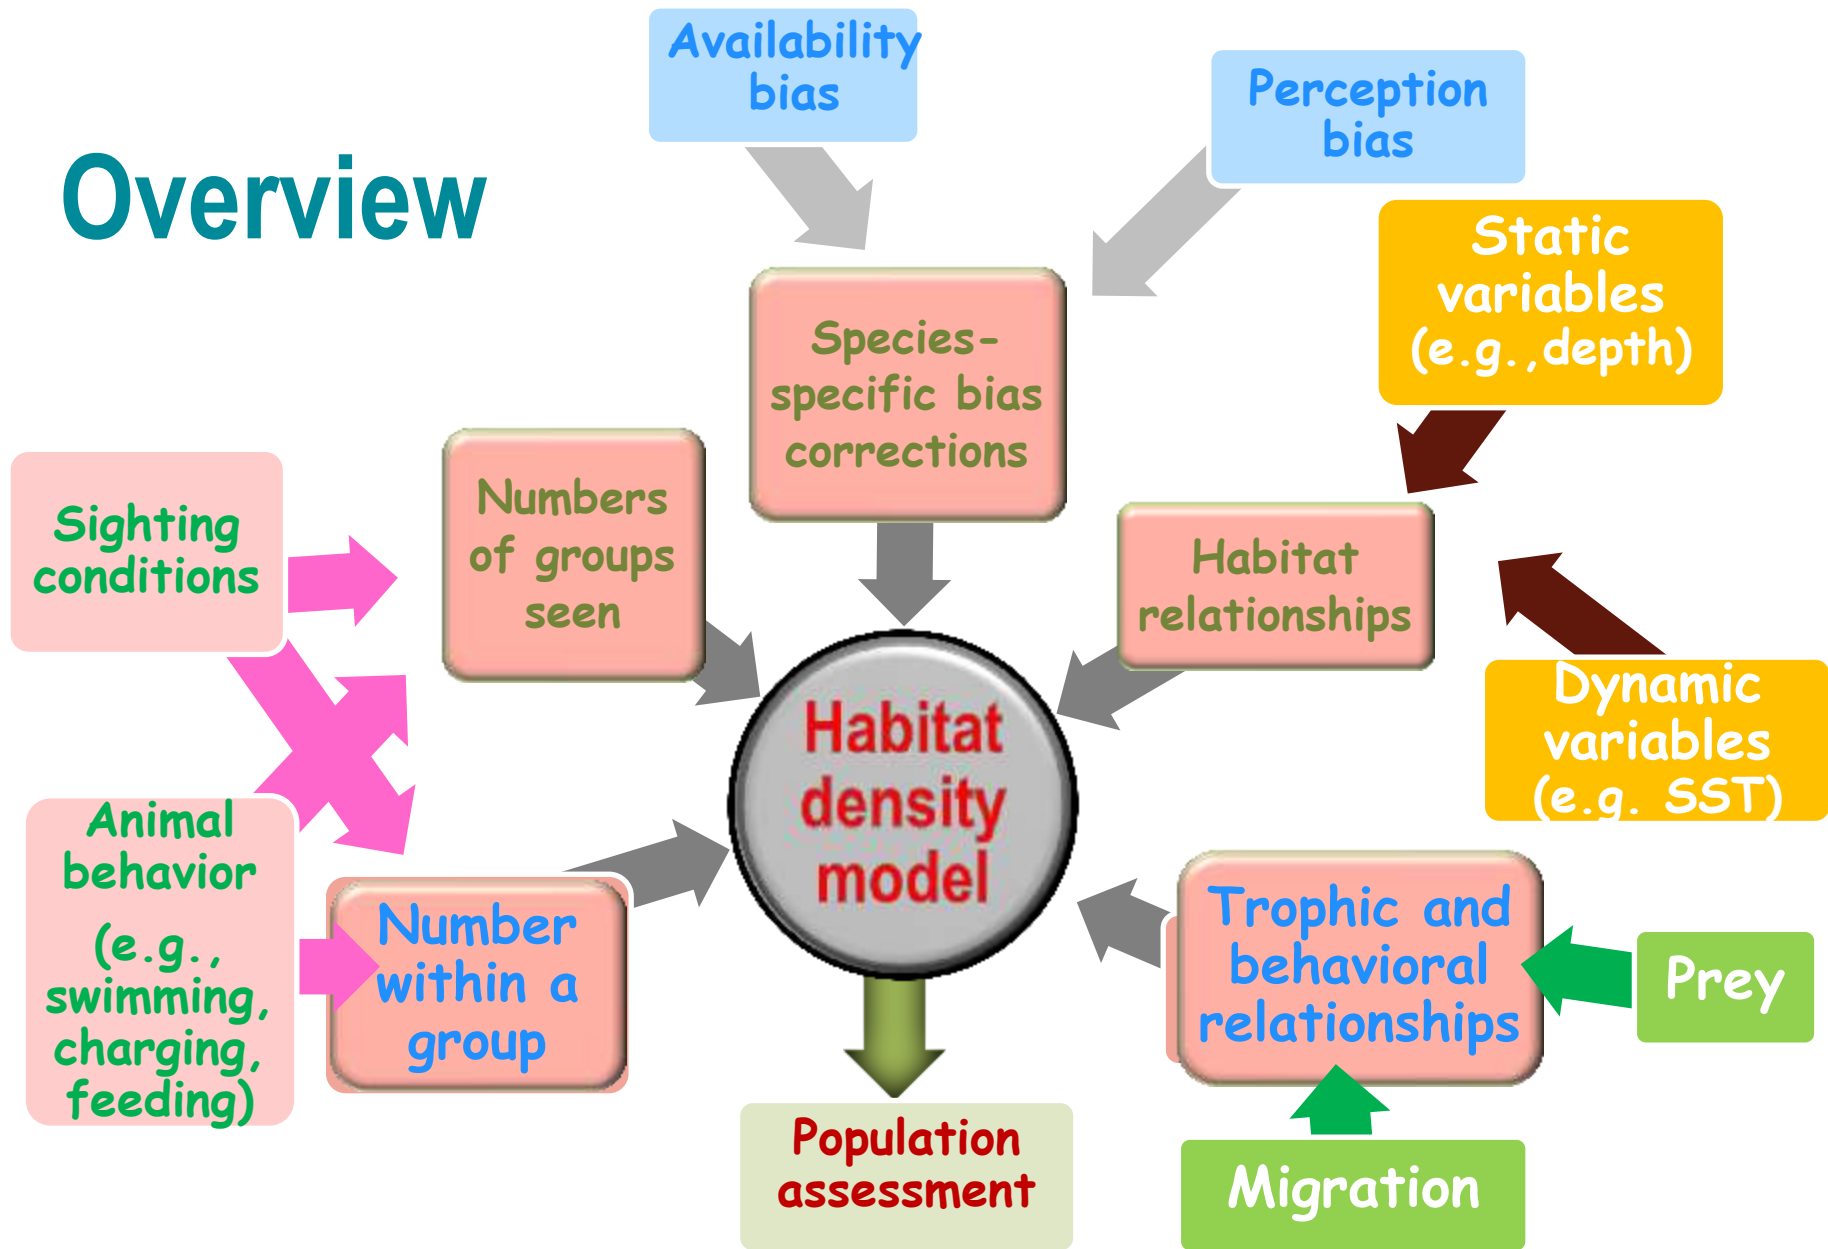 Overview
Availability
bias
Perception
bias
Static
variables
(e.g.,depth)
Species-
specific bias
corrections
Numbers
of groups
seen
Sighting
conditions
Habitat
relationships
Dynamic
variables
(e.g. SST)
Habitat
density
model
Animal
behavior
(e.g.,
swimming,
charging,
feeding)
Number
within a
group
Trophic and
behavioral
relationships
Prey
Population
assessment
Migration